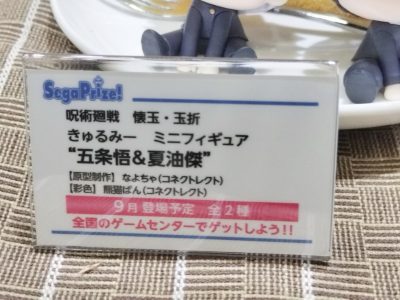 SegaPrize!
呪術廻戦 懐玉・玉折
きゅるみー ミニフィギュア
“五条悟&夏油傑”
【原型制作】なよちゃ(コネクトレクト)
【彩色】熊猫ぱん(コネクトレクト)
9月 登場予定 全2種
全国のゲームセンターでゲットしよう!!